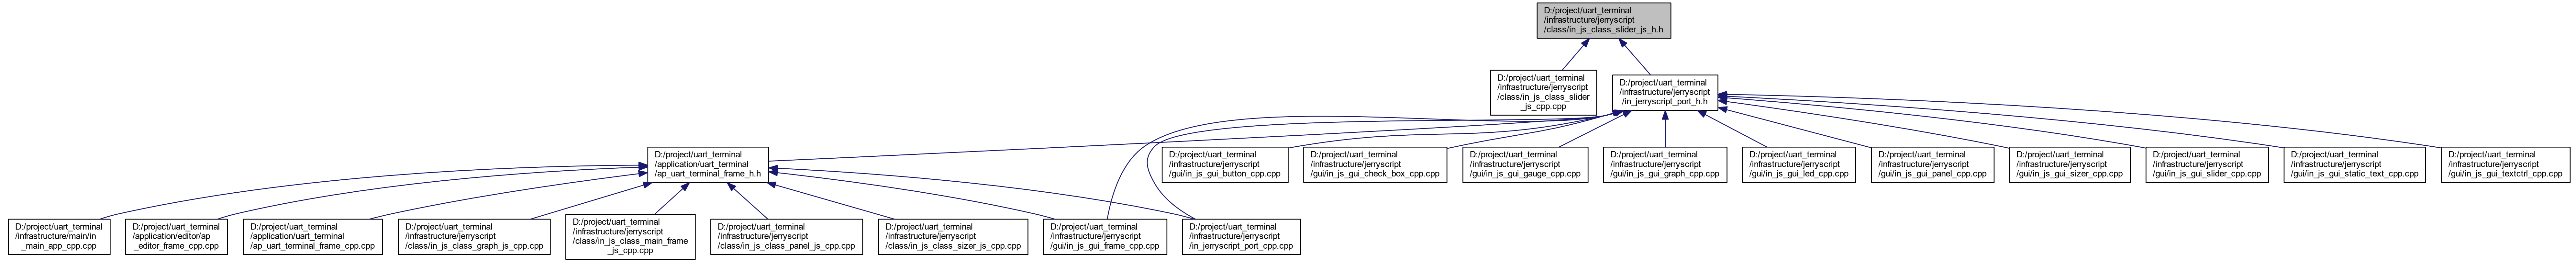 D:/project/uart_terminal
/infrastructure/jerryscript
/class/in_js_class_slider_js_h.h
D:/project/uart_terminal
/infrastructure/jerryscript
/class/in_js_class_slider
_js_cpp.cpp
D:/project/uart_terminal
/infrastructure/jerryscript
/in_jerryscript_port_h.h
D:/project/uart_terminal
/application/uart_terminal
/ap_uart_terminal_frame_h.h
D:/project/uart_terminal
/infrastructure/jerryscript
/gui/in_js_gui_button_cpp.cpp
D:/project/uart_terminal
/infrastructure/jerryscript
/gui/in_js_gui_check_box_cpp.cpp
D:/project/uart_terminal
/infrastructure/jerryscript
/gui/in_js_gui_gauge_cpp.cpp
D:/project/uart_terminal
/infrastructure/jerryscript
/gui/in_js_gui_graph_cpp.cpp
D:/project/uart_terminal
/infrastructure/jerryscript
/gui/in_js_gui_led_cpp.cpp
D:/project/uart_terminal
/infrastructure/jerryscript
/gui/in_js_gui_panel_cpp.cpp
D:/project/uart_terminal
/infrastructure/jerryscript
/gui/in_js_gui_sizer_cpp.cpp
D:/project/uart_terminal
/infrastructure/jerryscript
/gui/in_js_gui_slider_cpp.cpp
D:/project/uart_terminal
/infrastructure/jerryscript
/gui/in_js_gui_static_text_cpp.cpp
D:/project/uart_terminal
/infrastructure/jerryscript
/gui/in_js_gui_textctrl_cpp.cpp
D:/project/uart_terminal
/infrastructure/main/in
_main_app_cpp.cpp
D:/project/uart_terminal
/application/editor/ap
_editor_frame_cpp.cpp
D:/project/uart_terminal
/application/uart_terminal
/ap_uart_terminal_frame_cpp.cpp
D:/project/uart_terminal
/infrastructure/jerryscript
/class/in_js_class_graph_js_cpp.cpp
D:/project/uart_terminal
/infrastructure/jerryscript
/class/in_js_class_main_frame
_js_cpp.cpp
D:/project/uart_terminal
/infrastructure/jerryscript
/class/in_js_class_panel_js_cpp.cpp
D:/project/uart_terminal
/infrastructure/jerryscript
/class/in_js_class_sizer_js_cpp.cpp
D:/project/uart_terminal
/infrastructure/jerryscript
/gui/in_js_gui_frame_cpp.cpp
D:/project/uart_terminal
/infrastructure/jerryscript
/in_jerryscript_port_cpp.cpp